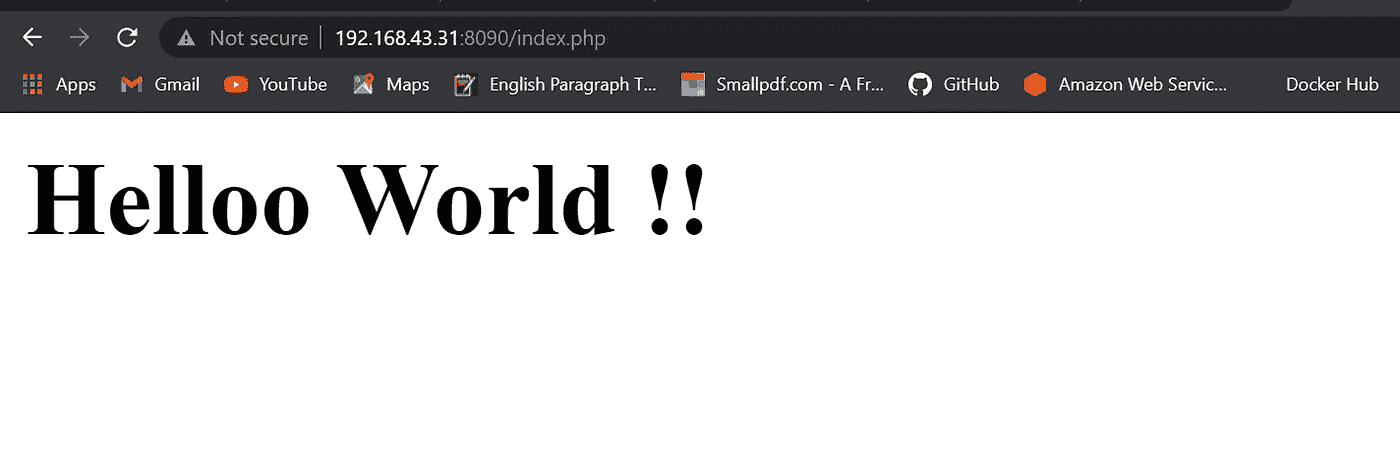 Not secure | 192.168.43.31:8090/index.php
Apps Gmail YouTube Maps English Paragraph T... Smallpdf.com - A Fr... GitHub Amazon Web Servic... Docker Hub
Helloo World !!